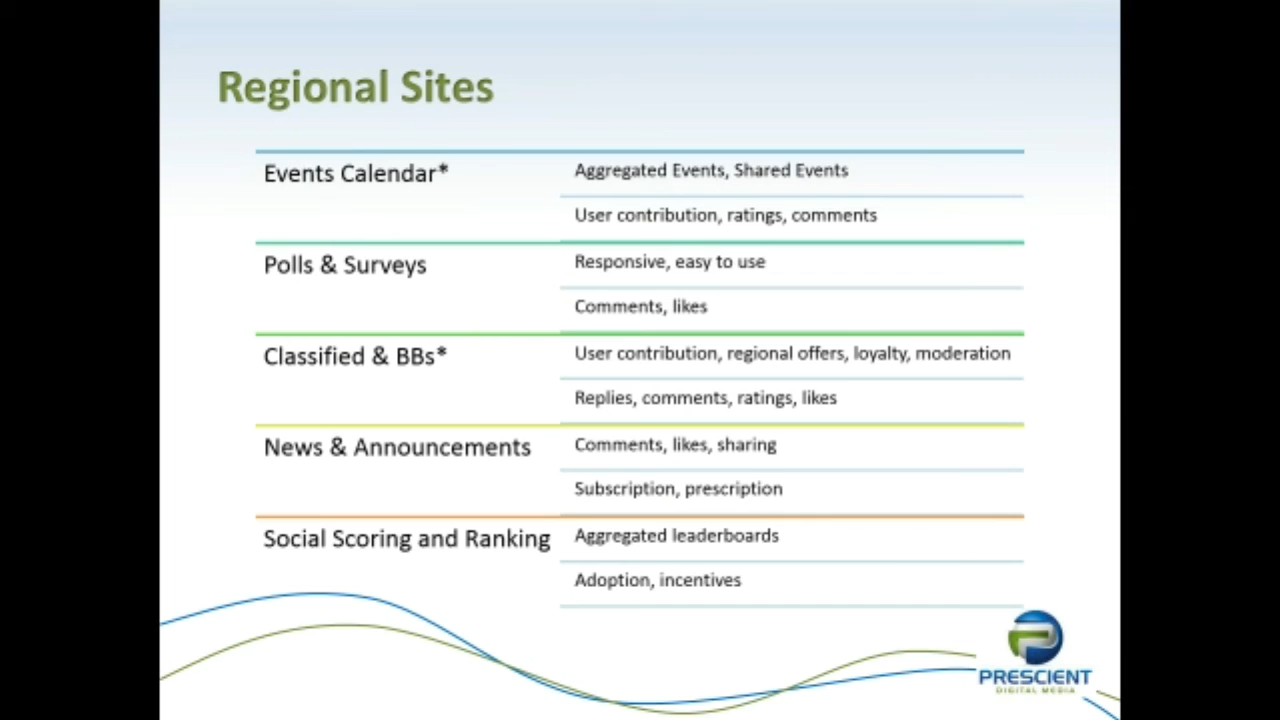 Regional Sites
Events Calendar*
Aggregated Events, Shared Events
User contribution, ratings, comments
Polls & Surveys
Responsive, easy to use
Comments, likes
Classified & BBs*
User contribution, regional offers, loyalty, moderation
Replies, comments, ratings, likes
News & Announcements
Comments, likes, sharing
Subscription, prescription
Social Scoring and Ranking
Aggregated leaderboards
Adoption, incentives
PRESCIENT
DIGITAL MEDIA